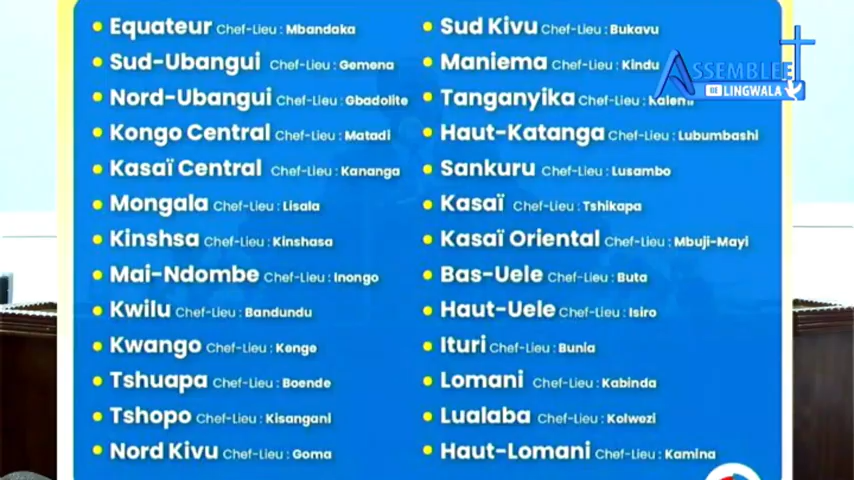 Equateur Chef-Lieu : Mbandaka
Sud-Ubangui Chef-Lieu : Gemena
Nord-Ubangui Chef-Lieu : Gbadolite
Kongo Central Chef-Lieu : Matadi
Kasaï Central Chef-Lieu : Kananga
Mongala Chef-Lieu : Lisala
Kinshsa Chef-Lieu : Kinshasa
Mai-Ndombe Chef-Lieu : Inongo
Kwilu Chef-Lieu : Bandundu
Kwango Chef-Lieu : Kenge
Tshuapa Chef-Lieu : Boende
Tshopo Chef-Lieu : Kisangani
Nord Kivu Chef-Lieu : Goma
Sud Kivu Chef-Lieu : Bukavu
Maniema Chef-Lieu : Kindu
Tanganyika Chef-Lieu : Kalemi
Haut-Katanga Chef-Lieu : Lubumbashi
Sankuru Chef-Lieu : Lusambo
Kasaï Chef-Lieu : Tshikapa
Kasaï Oriental Chef-Lieu : Mbuji-Mayi
Bas-Uele Chef-Lieu : Buta
Haut-Uele Chef-Lieu : Isiro
Ituri Chef-Lieu : Bunia
Lomani Chef-Lieu : Kabinda
Lualaba Chef-Lieu : Kolwezi
Haut-Lomani Chef-Lieu : Kamina
ASSEMBLEE
DE LINGWALA